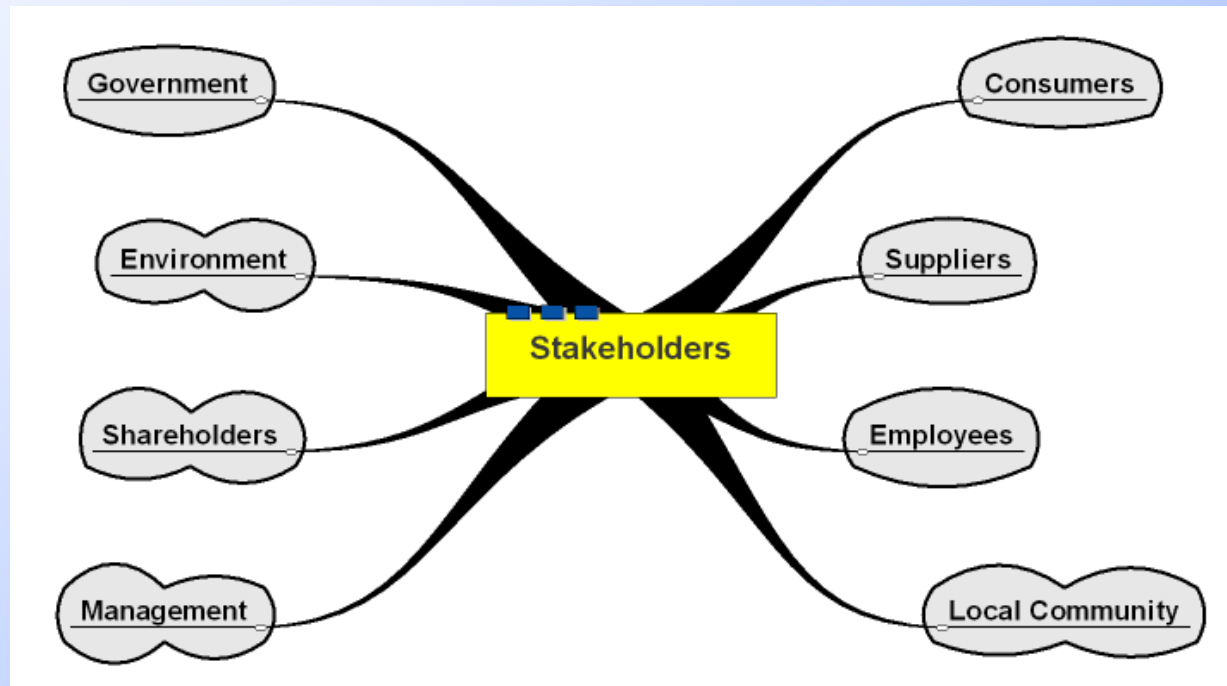 Government
Consumers
Environment
Suppliers
Stakeholders
Shareholders
Employees
Management
Local Community